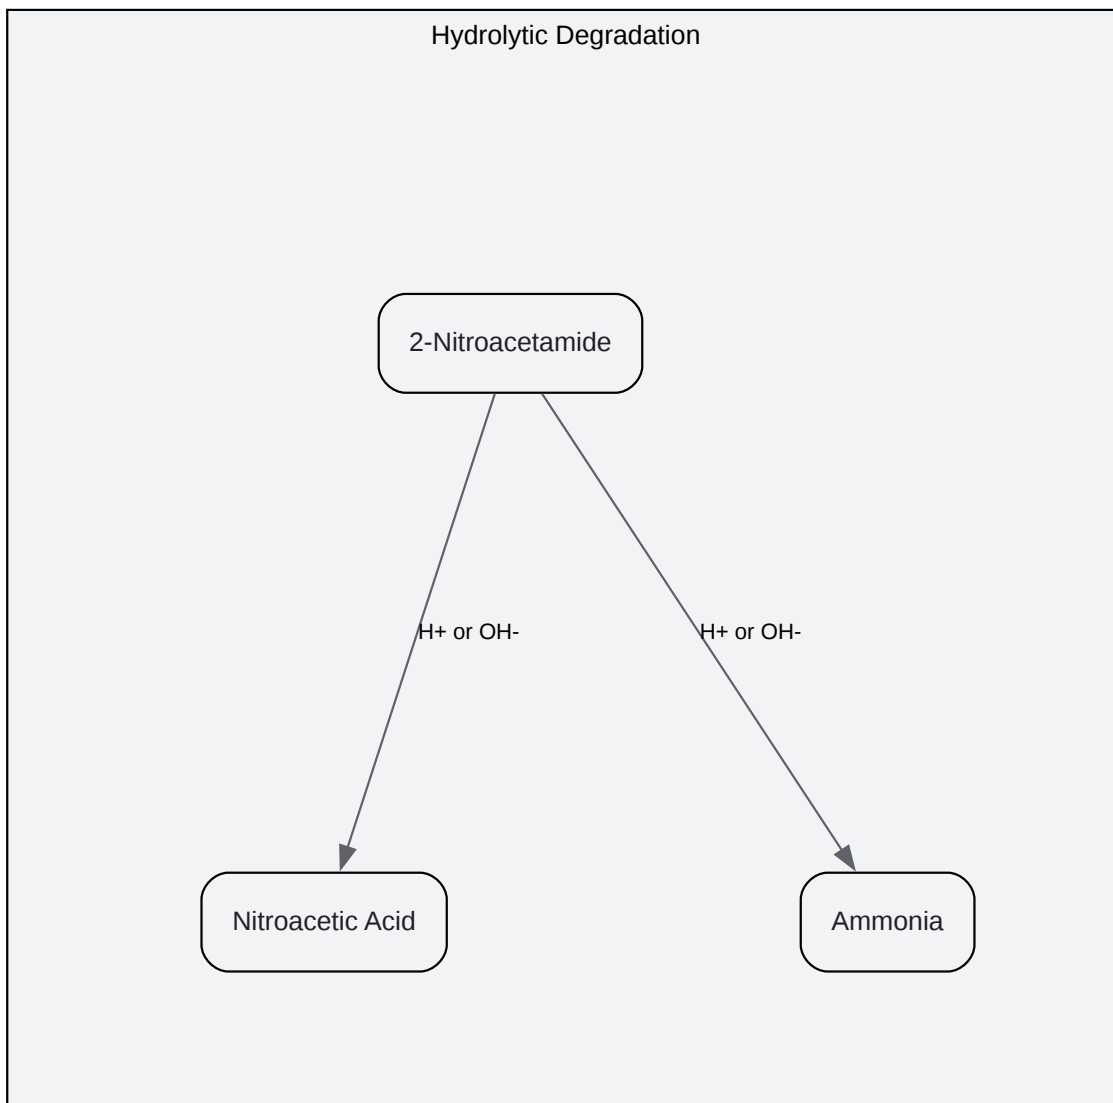 Hydrolytic Degradation
2-Nitroacetamide
H+ or OH-
H+ or OH-
Nitroacetic Acid
Ammonia